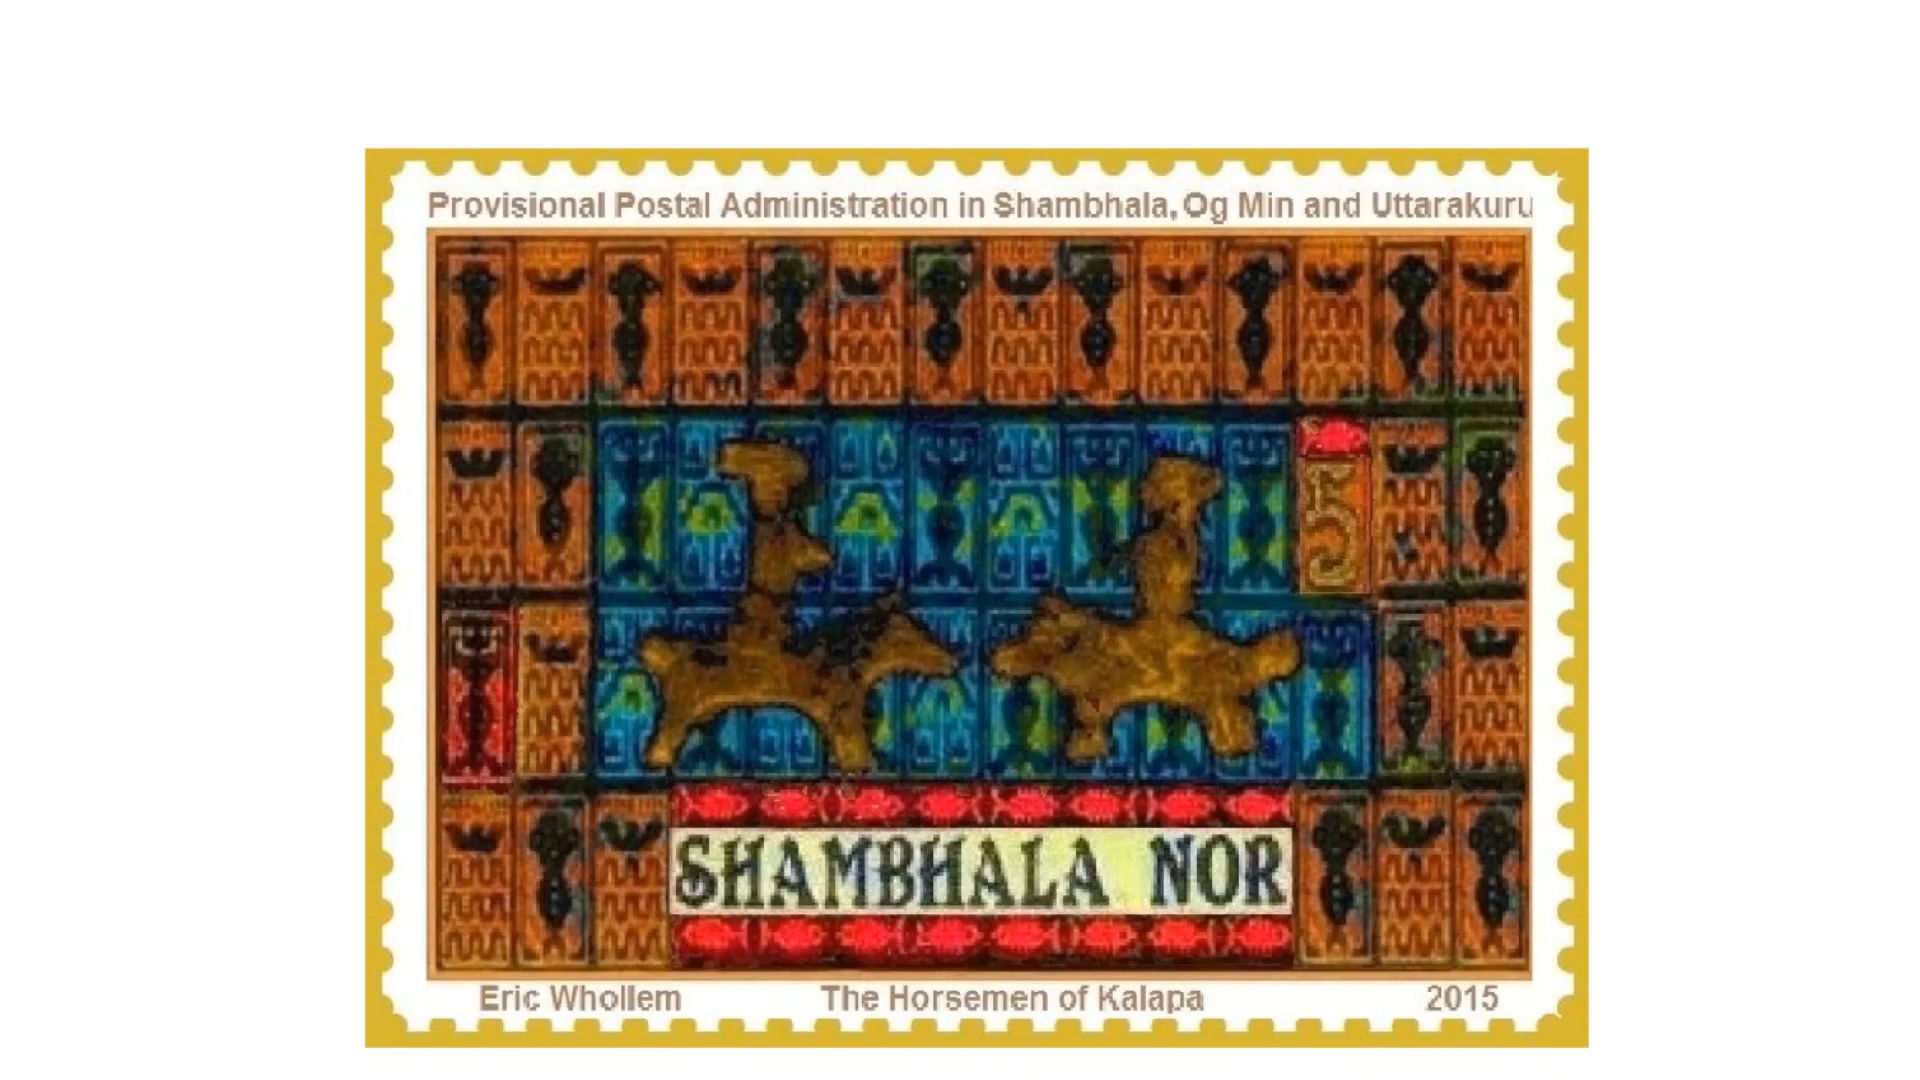 Provisional Postal Administration in Shambhala, Og Min and Uttarakuru
5
SHAMBHALA NOR
Eric Whollem The Horsemen of Kalapa 2015